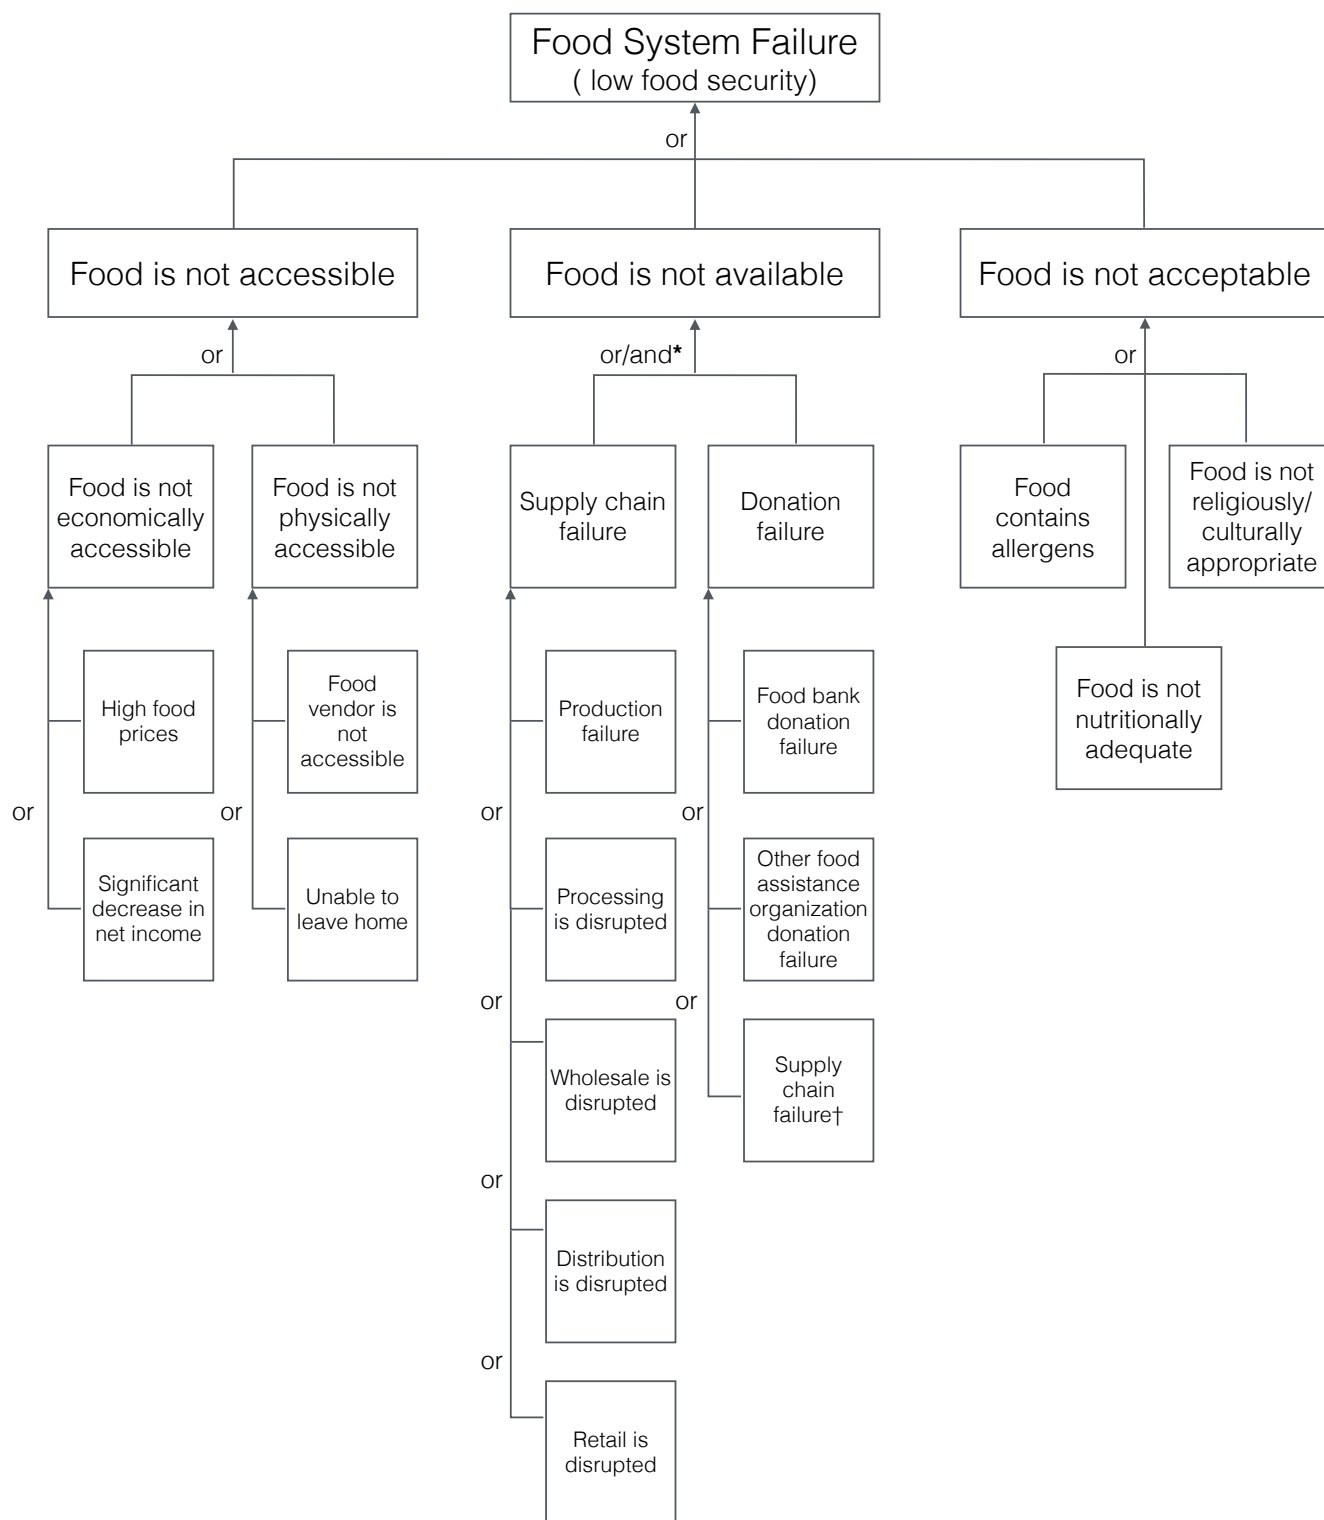 Food System Failure
( low food security)
or
Food is not accessible
Food is not available
Food is not acceptable
or
or/and*
or
Food is not
economically
accessible
Food is not
physically
accessible
Supply chain
failure
Donation
failure
Food
contains
allergens
Food is not
religiously/
culturally
appropriate
High food
prices
Food
vendor is
not
accessible
Production
failure
Food bank
donation
failure
Food is not
nutritionally
adequate
or
or
or
or
Significant
decrease in
net income
Unable to
leave home
Processing
is disrupted
Other food
assistance
organization
donation
failure
or
or
Wholesale is
disrupted
Supply
chain
failure†
or
Distribution
is disrupted
or
Retail is
disrupted